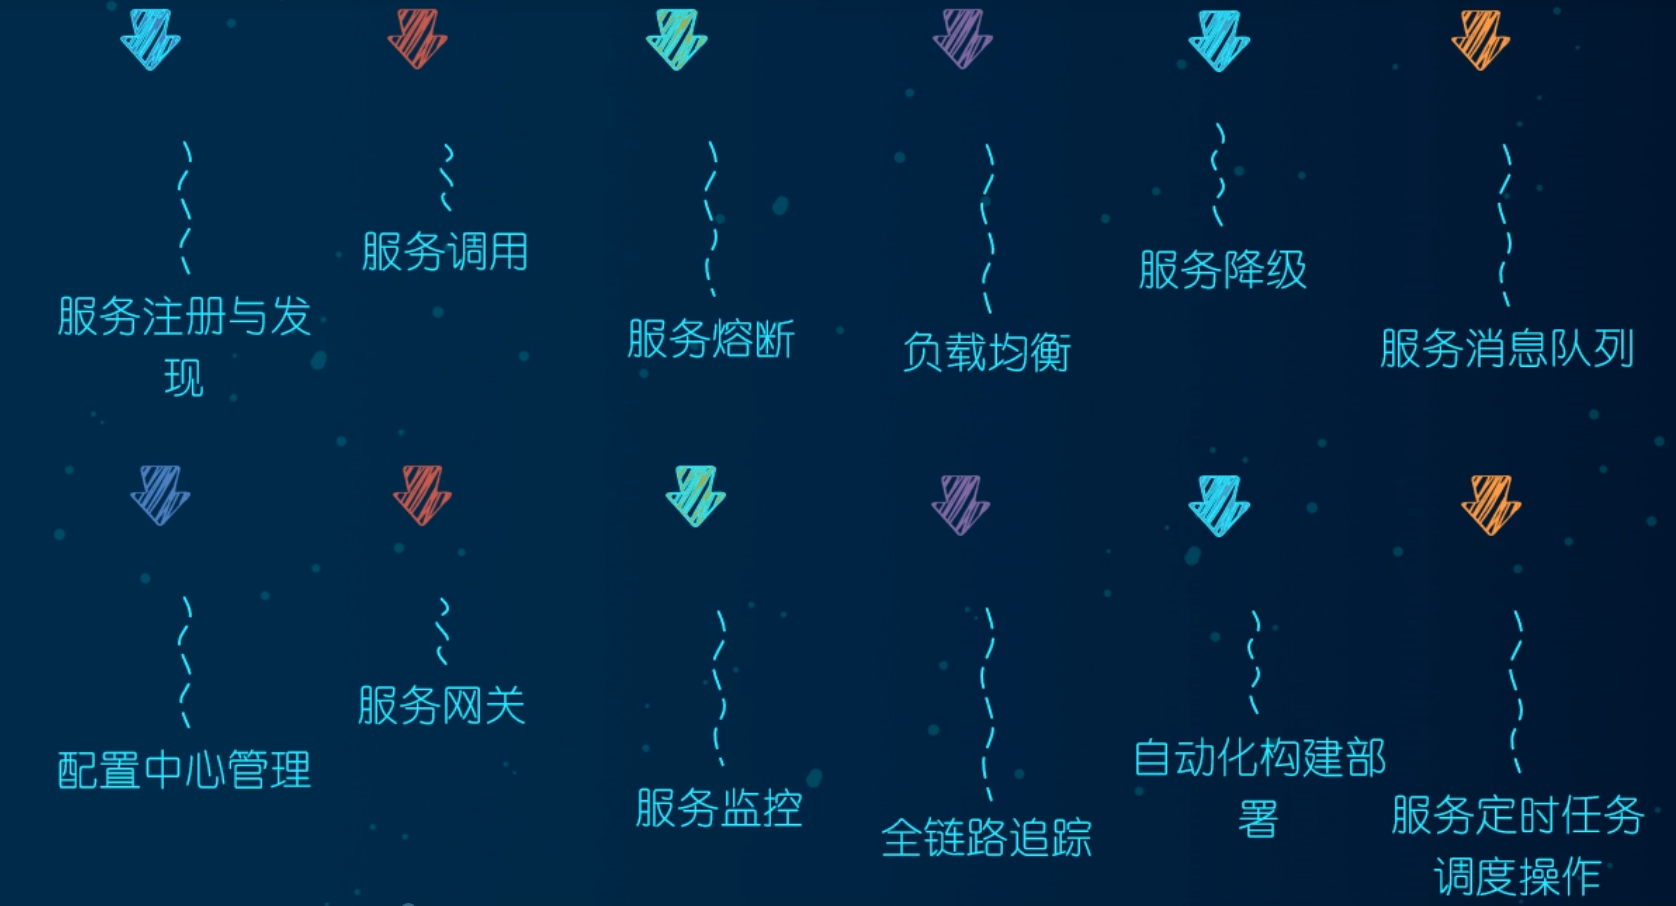 服务注册与发
现
服务调用
服务熔断
负载均衡
服务降级
服务消息队列
配置中心管理
服务网关
服务监控
全链路追踪
自动化构建部
署
服务定时任务
调度操作